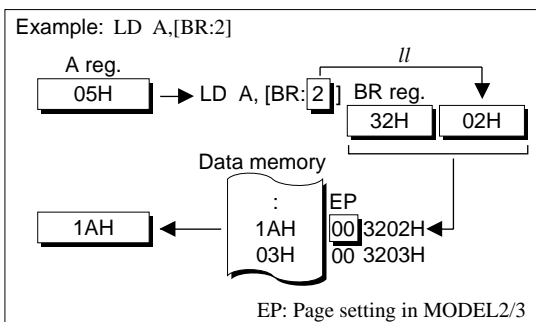 Example: LD A,[BR:2]
ll
A reg.
05H LD A, [BR:2] BR reg.
32H 02H
Data memory
: EP
1AH 1AH 00 3202H
03H 00 3203H
EP: Page setting in MODEL2/3